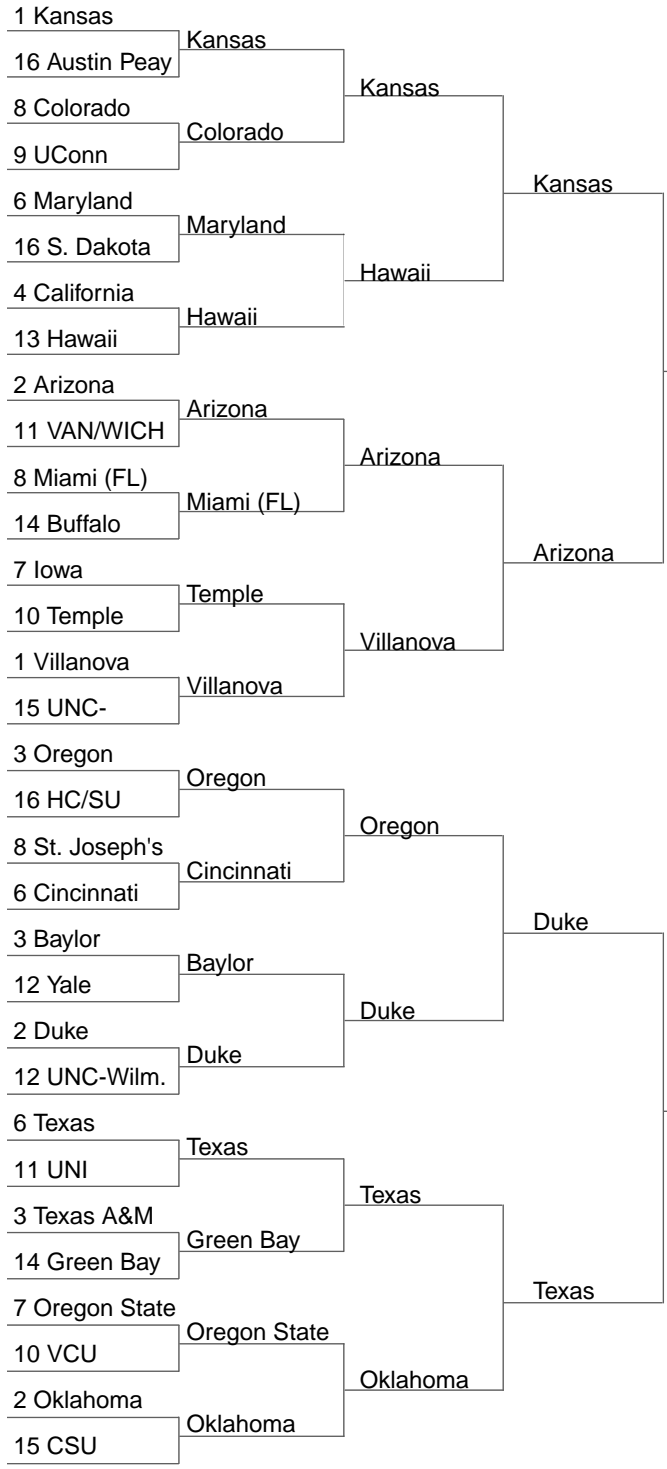 1 Kansas
16 Austin Peay
8 Colorado
9 UConn
6 Maryland
16 S. Dakota
4 California
13 Hawaii
2 Arizona
11 VAN/WICH
8 Miami (FL)
14 Buffalo
7 Iowa
10 Temple
1 Villanova
15 UNC-
3 Oregon
16 HC/SU
8 St. Joseph's
6 Cincinnati
3 Baylor
12 Yale
2 Duke
12 UNC-Wilm.
6 Texas
11 UNI
3 Texas A&M
14 Green Bay
7 Oregon State
10 VCU
2 Oklahoma
15 CSU
Kansas
Colorado
Maryland
Hawaii
Arizona
Miami (FL)
Temple
Villanova
Oregon
Cincinnati
Baylor
Duke
Texas
Green Bay
Oregon State
Oklahoma
Kansas
Hawaii
Arizona
Villanova
Oregon
Duke
Texas
Oklahoma
Kansas
Arizona
Duke
Texas